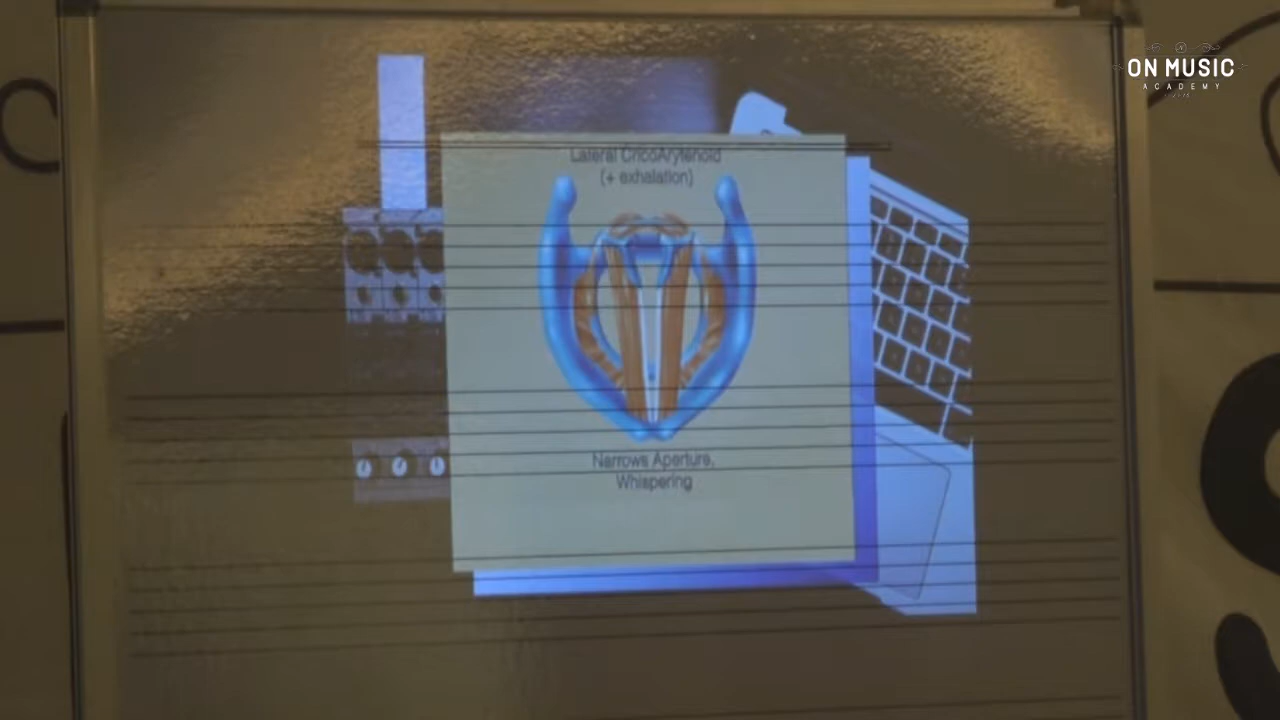 ON MUSIC
ACADEMY
Lateral CricoArytenoid
(+ exhalation)
Narrows Aperture,
Whispering